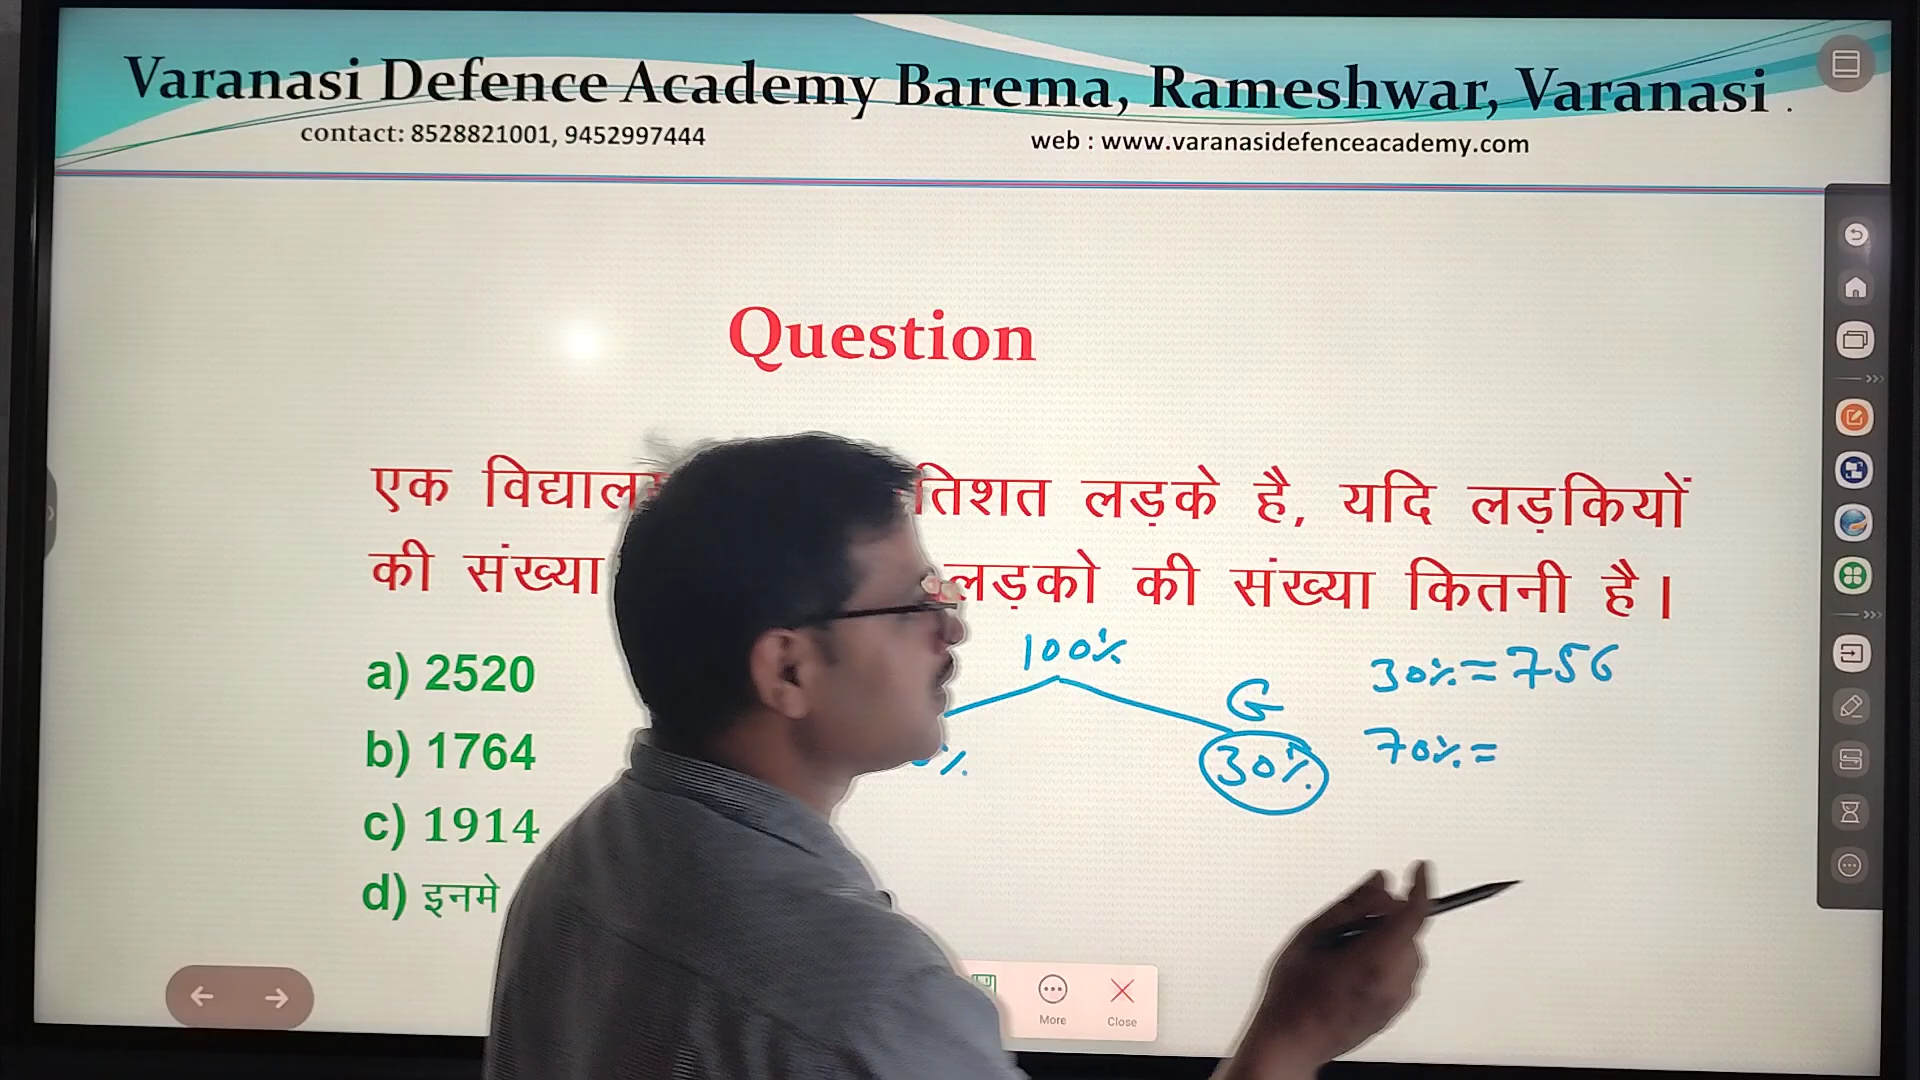 Varanasi Defence Academy Barema, Rameshwar, Varanasi .
contact: 8528821001, 9452997444
web : www.varanasidefenceacademy.com
Question
एक लड़के है, यदि लड़कियों
की संख्या लड़को की संख्या कितनी है।
a) 2520
b) 1764
c) 1914
d) इनमे
100%
G
30%
30% = 756
70% =
More
Close